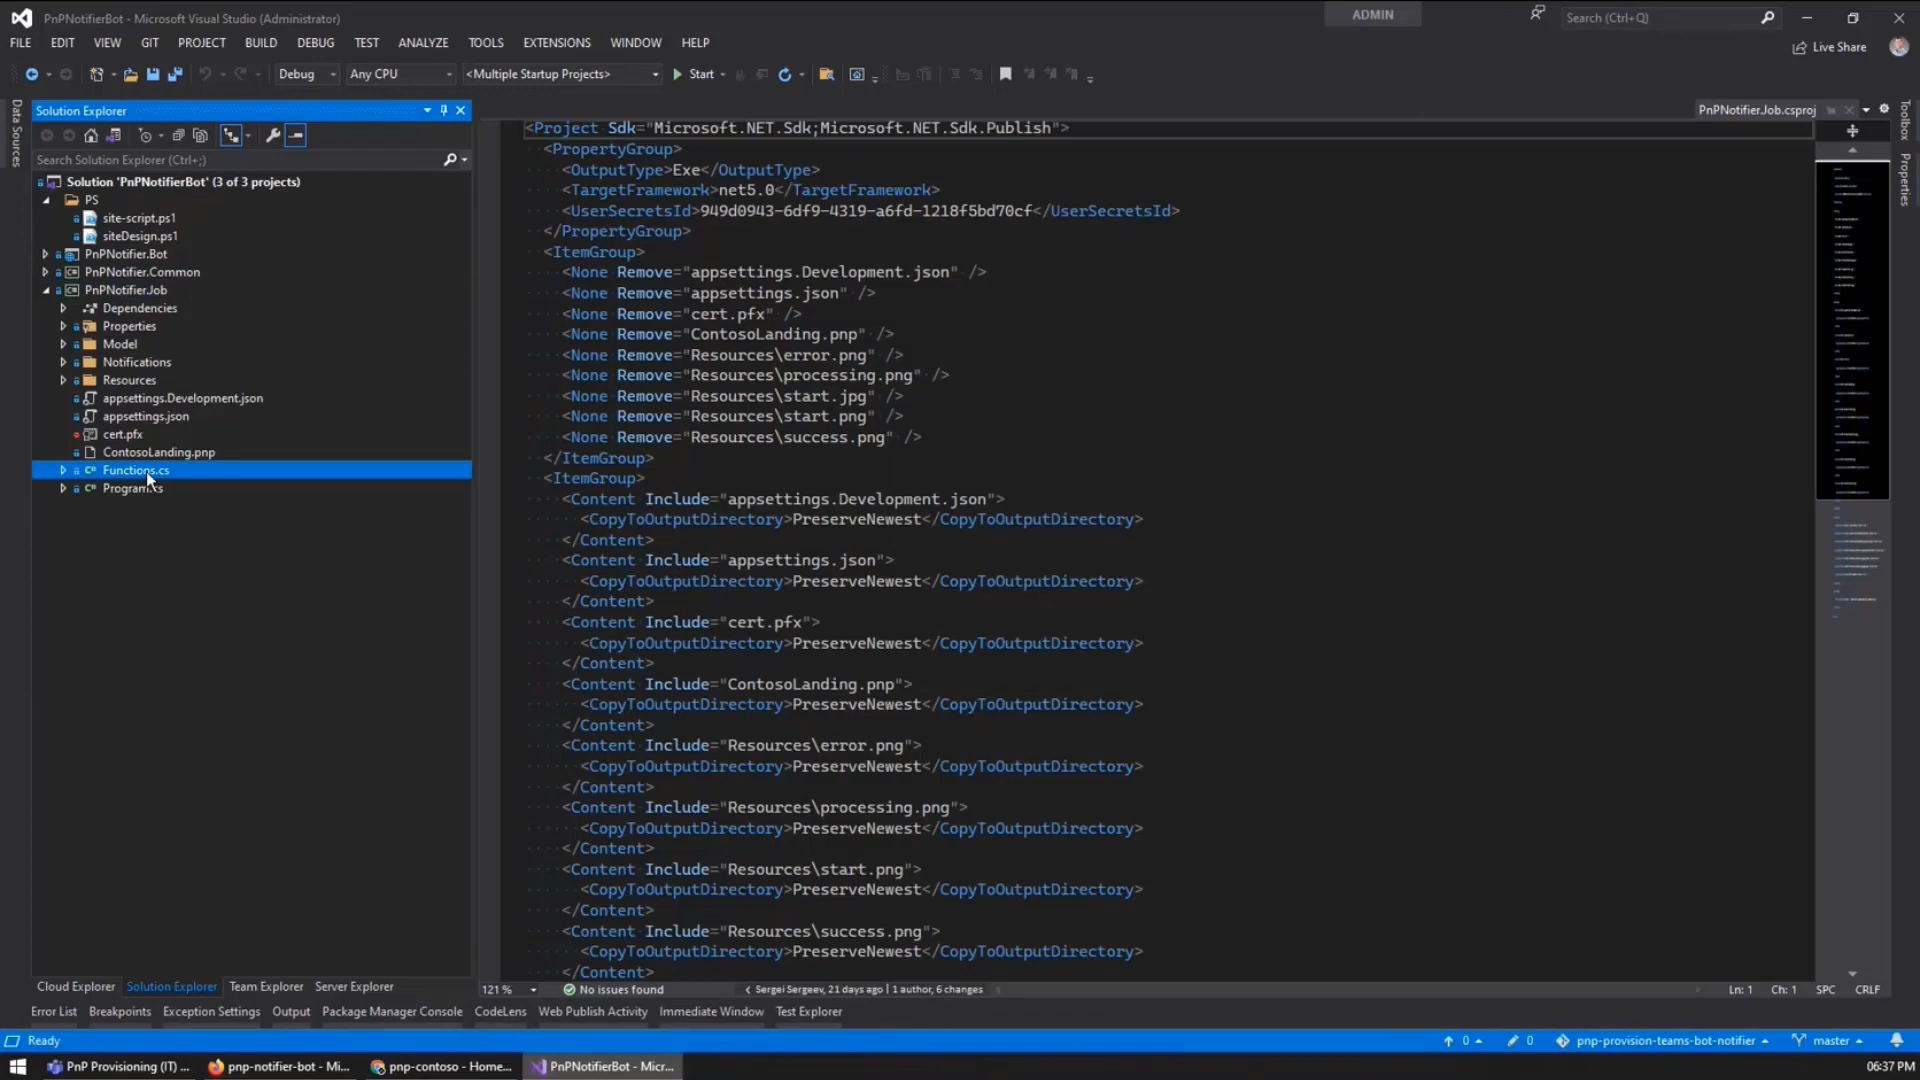 PnPNotifierBot - Microsoft Visual Studio (Administrator)
ADMIN
Search (Ctrl+Q)
FILE EDIT VIEW GIT PROJECT BUILD DEBUG TEST ANALYZE TOOLS EXTENSIONS WINDOW HELP
Live Share
Debug Any CPU <Multiple Startup Projects> Start
Data Sources
Solution Explorer
Search Solution Explorer (Ctrl+;)
Solution 'PnPNotifierBot' (3 of 3 projects)
PS
site-script.ps1
siteDesign.ps1
PnPNotifier.Bot
PnPNotifier.Common
PnPNotifier.Job
Dependencies
Properties
Model
Notifications
Resources
appsettings.Development.json
appsettings.json
cert.pfx
ContosoLanding.pnp
Functions.cs
Program.cs
Cloud Explorer Solution Explorer Team Explorer Server Explorer
PnPNotifier.Job.csproj
<Project Sdk="Microsoft.NET.Sdk;Microsoft.NET.Sdk.Publish">
<PropertyGroup>
<OutputType>Exe</OutputType>
<TargetFramework>net5.0</TargetFramework>
<UserSecretsId>949d0943-6df9-4319-a6fd-1218f5bd70cf</UserSecretsId>
</PropertyGroup>
<ItemGroup>
<None Remove="appsettings.Development.json" />
<None Remove="appsettings.json" />
<None Remove="cert.pfx" />
<None Remove="ContosoLanding.pnp" />
<None Remove="Resources\error.png" />
<None Remove="Resources\processing.png" />
<None Remove="Resources\start.jpg" />
<None Remove="Resources\start.png" />
<None Remove="Resources\success.png" />
</ItemGroup>
<ItemGroup>
<Content Include="appsettings.Development.json">
<CopyToOutputDirectory>PreserveNewest</CopyToOutputDirectory>
</Content>
<Content Include="appsettings.json">
<CopyToOutputDirectory>PreserveNewest</CopyToOutputDirectory>
</Content>
<Content Include="cert.pfx">
<CopyToOutputDirectory>PreserveNewest</CopyToOutputDirectory>
</Content>
<Content Include="ContosoLanding.pnp">
<CopyToOutputDirectory>PreserveNewest</CopyToOutputDirectory>
</Content>
<Content Include="Resources\error.png">
<CopyToOutputDirectory>PreserveNewest</CopyToOutputDirectory>
</Content>
<Content Include="Resources\processing.png">
<CopyToOutputDirectory>PreserveNewest</CopyToOutputDirectory>
</Content>
<Content Include="Resources\start.png">
<CopyToOutputDirectory>PreserveNewest</CopyToOutputDirectory>
</Content>
<Content Include="Resources\success.png">
<CopyToOutputDirectory>PreserveNewest</CopyToOutputDirectory>
</Content>
Toolbox
Properties
121 % No issues found Sergei Sergeev, 21 days ago | 1 author, 6 changes Ln: 1 Ch: 1 SPC CRLF
Error List Breakpoints Exception Settings Output Package Manager Console CodeLens Web Publish Activity Immediate Window Test Explorer
Ready 0 0 pnp-provision-teams-bot-notifier master
PnP Provisioning (IT) ... pnp-notifier-bot - Mi... pnp-contoso - Home... PnPNotifierBot - Micr... 06:37 PM